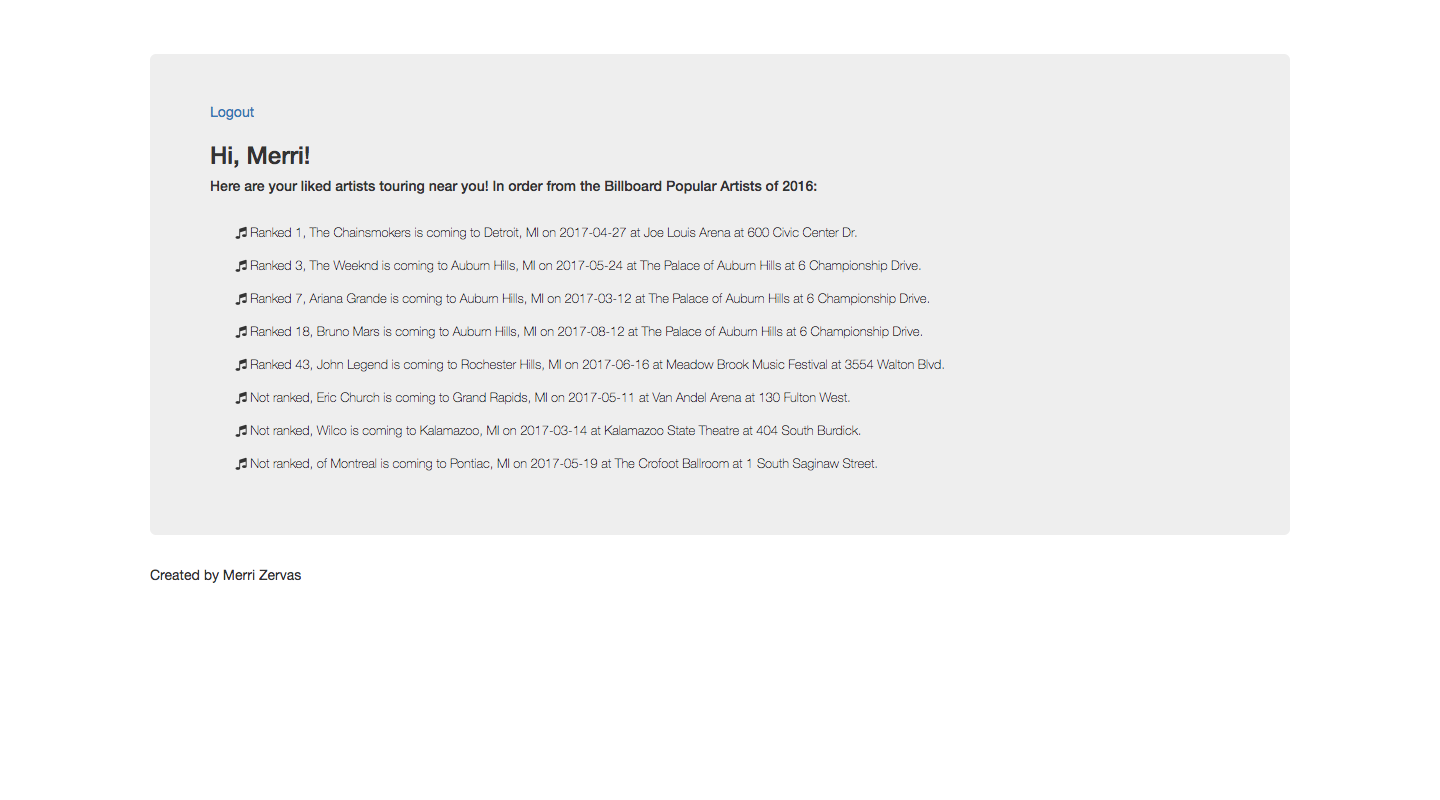 Logout
Hi, Merri!
Here are your liked artists touring near you! In order from the Billboard Popular Artists of 2016:
Ranked 1, The Chainsmokers is coming to Detroit, MI on 2017-04-27 at Joe Louis Arena at 600 Civic Center Dr.
Ranked 3, The Weeknd is coming to Auburn Hills, MI on 2017-05-24 at The Palace of Auburn Hills at 6 Championship Drive.
Ranked 7, Ariana Grande is coming to Auburn Hills, MI on 2017-03-12 at The Palace of Auburn Hills at 6 Championship Drive.
Ranked 18, Bruno Mars is coming to Auburn Hills, MI on 2017-08-12 at The Palace of Auburn Hills at 6 Championship Drive.
Ranked 43, John Legend is coming to Rochester Hills, MI on 2017-06-16 at Meadow Brook Music Festival at 3554 Walton Blvd.
Not ranked, Eric Church is coming to Grand Rapids, MI on 2017-05-11 at Van Andel Arena at 130 Fulton West.
Not ranked, Wilco is coming to Kalamazoo, MI on 2017-03-14 at Kalamazoo State Theatre at 404 South Burdick.
Not ranked, of Montreal is coming to Pontiac, MI on 2017-05-19 at The Crofoot Ballroom at 1 South Saginaw Street.
Created by Merri Zervas